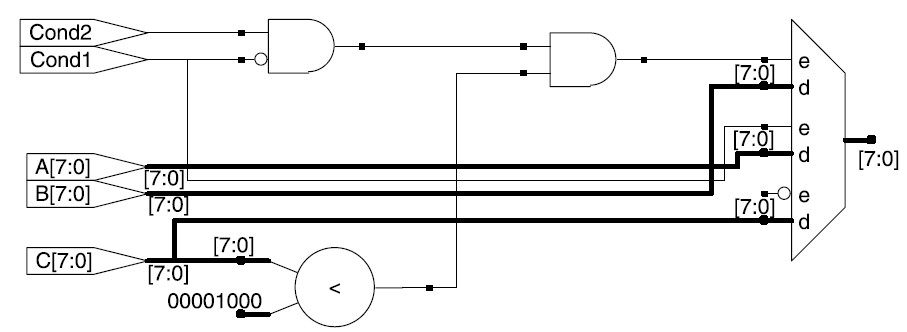 Cond2
Cond1
e
[7:0]
d
e
[7:0]
d
A[7:0]
[7:0]
[7:0]
B[7:0]
[7:0]
e
[7:0]
d
[7:0]
C[7:0]
[7:0]
<
00001000